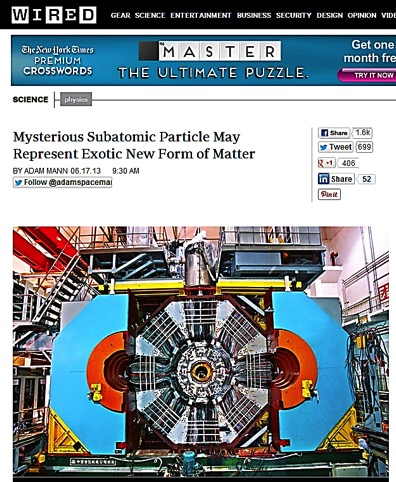 WIRED
GEAR SCIENCE ENTERTAINMENT BUSINESS SECURITY DESIGN OPINION VIDE
The New York Times
PREMIUM
CROSSWORDS
MASTER
THE ULTIMATE PUZZLE.
Get one
month fre
TRY IT NOW
SCIENCE physics
Mysterious Subatomic Particle May
Represent Exotic New Form of Matter
BY ADAM MANN 06.17.13 9:30 AM
Follow @adamspacema
Share 1.6k
Tweet 699
+1 406
Share 52
Pin it